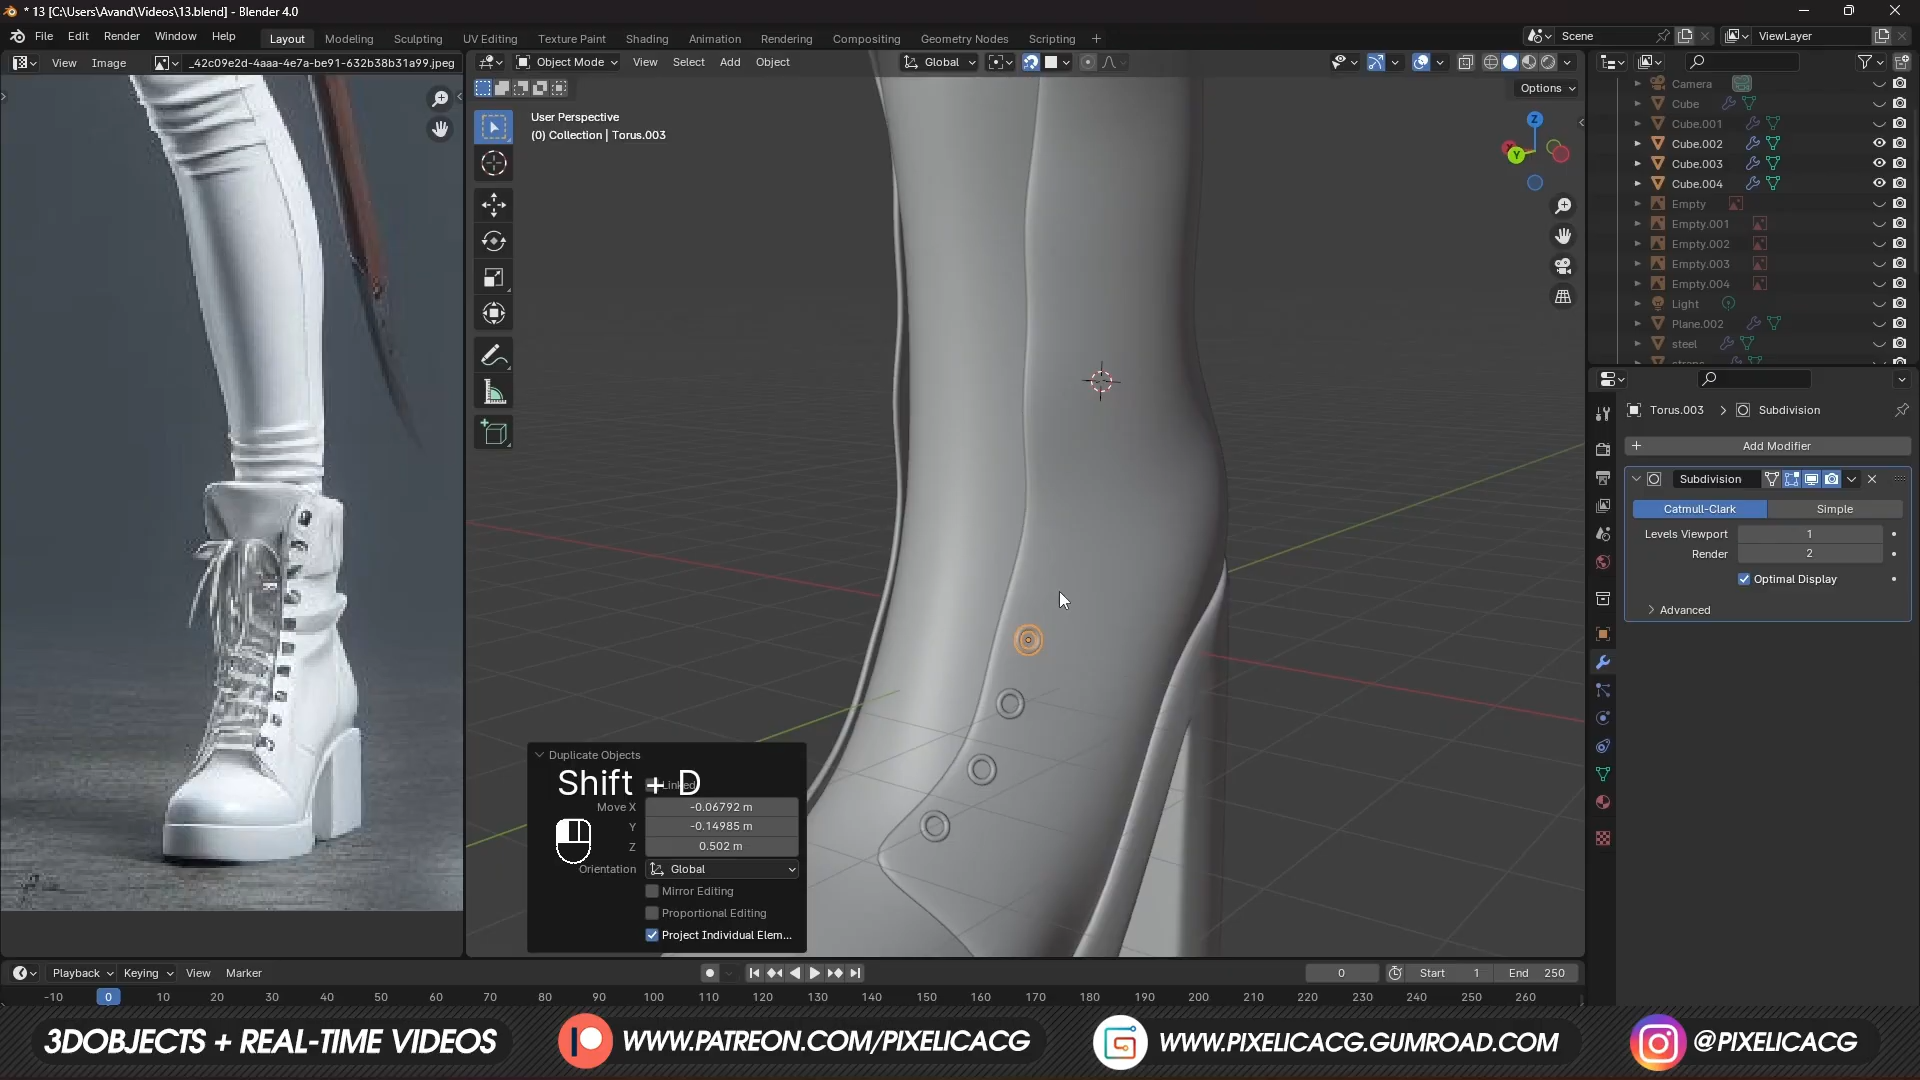 * 13 [C:\Users\Avand\Videos\13.blend] - Blender 4.0
File Edit Render Window Help
Layout Modeling Sculpting UV Editing Texture Paint Shading Animation Rendering Compositing Geometry Nodes Scripting +
Scene
ViewLayer
View Image
_42c09e2d-4aaa-4e7a-be91-632b38b31a99.jpeg
Object Mode View Select Add Object
Global
Options
User Perspective
(0) Collection | Torus.003
Z
Y
Camera
Cube
Cube.001
Cube.002
Cube.003
Cube.004
Empty
Empty.001
Empty.002
Empty.003
Empty.004
Light
Plane.002
steel
straps
Torus.003 > Subdivision
+ Add Modifier
Subdivision
Catmull-Clark Simple
Levels Viewport 1
Render 2
Optimal Display
Advanced
Duplicate Objects
Linked
Shift + D
Move X -0.06792 m
Y -0.14985 m
Z 0.502 m
Orientation Global
Mirror Editing
Proportional Editing
Project Individual Elem...
Playback Keying View Marker
0
Start 1
End 250
-10 0 10 20 30 40 50 60 70 80 90 100 110 120 130 140 150 160 170 180 190 200 210 220 230 240 250 260
3DOBJECTS + REAL-TIME VIDEOS
WWW.PATREON.COM/PIXELICACG
WWW.PIXELICACG.GUMROAD.COM
@PIXELICACG